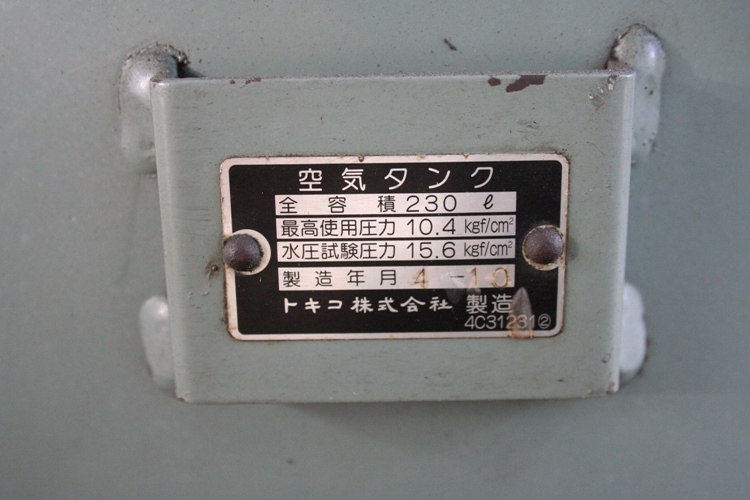 空気タンク
全容積 230 ℓ
最高使用圧力 10.4 kgf/cm²
水圧試験圧力 15.6 kgf/cm²
製造年月 4-10
トキコ株式会社 製造
4C31231②